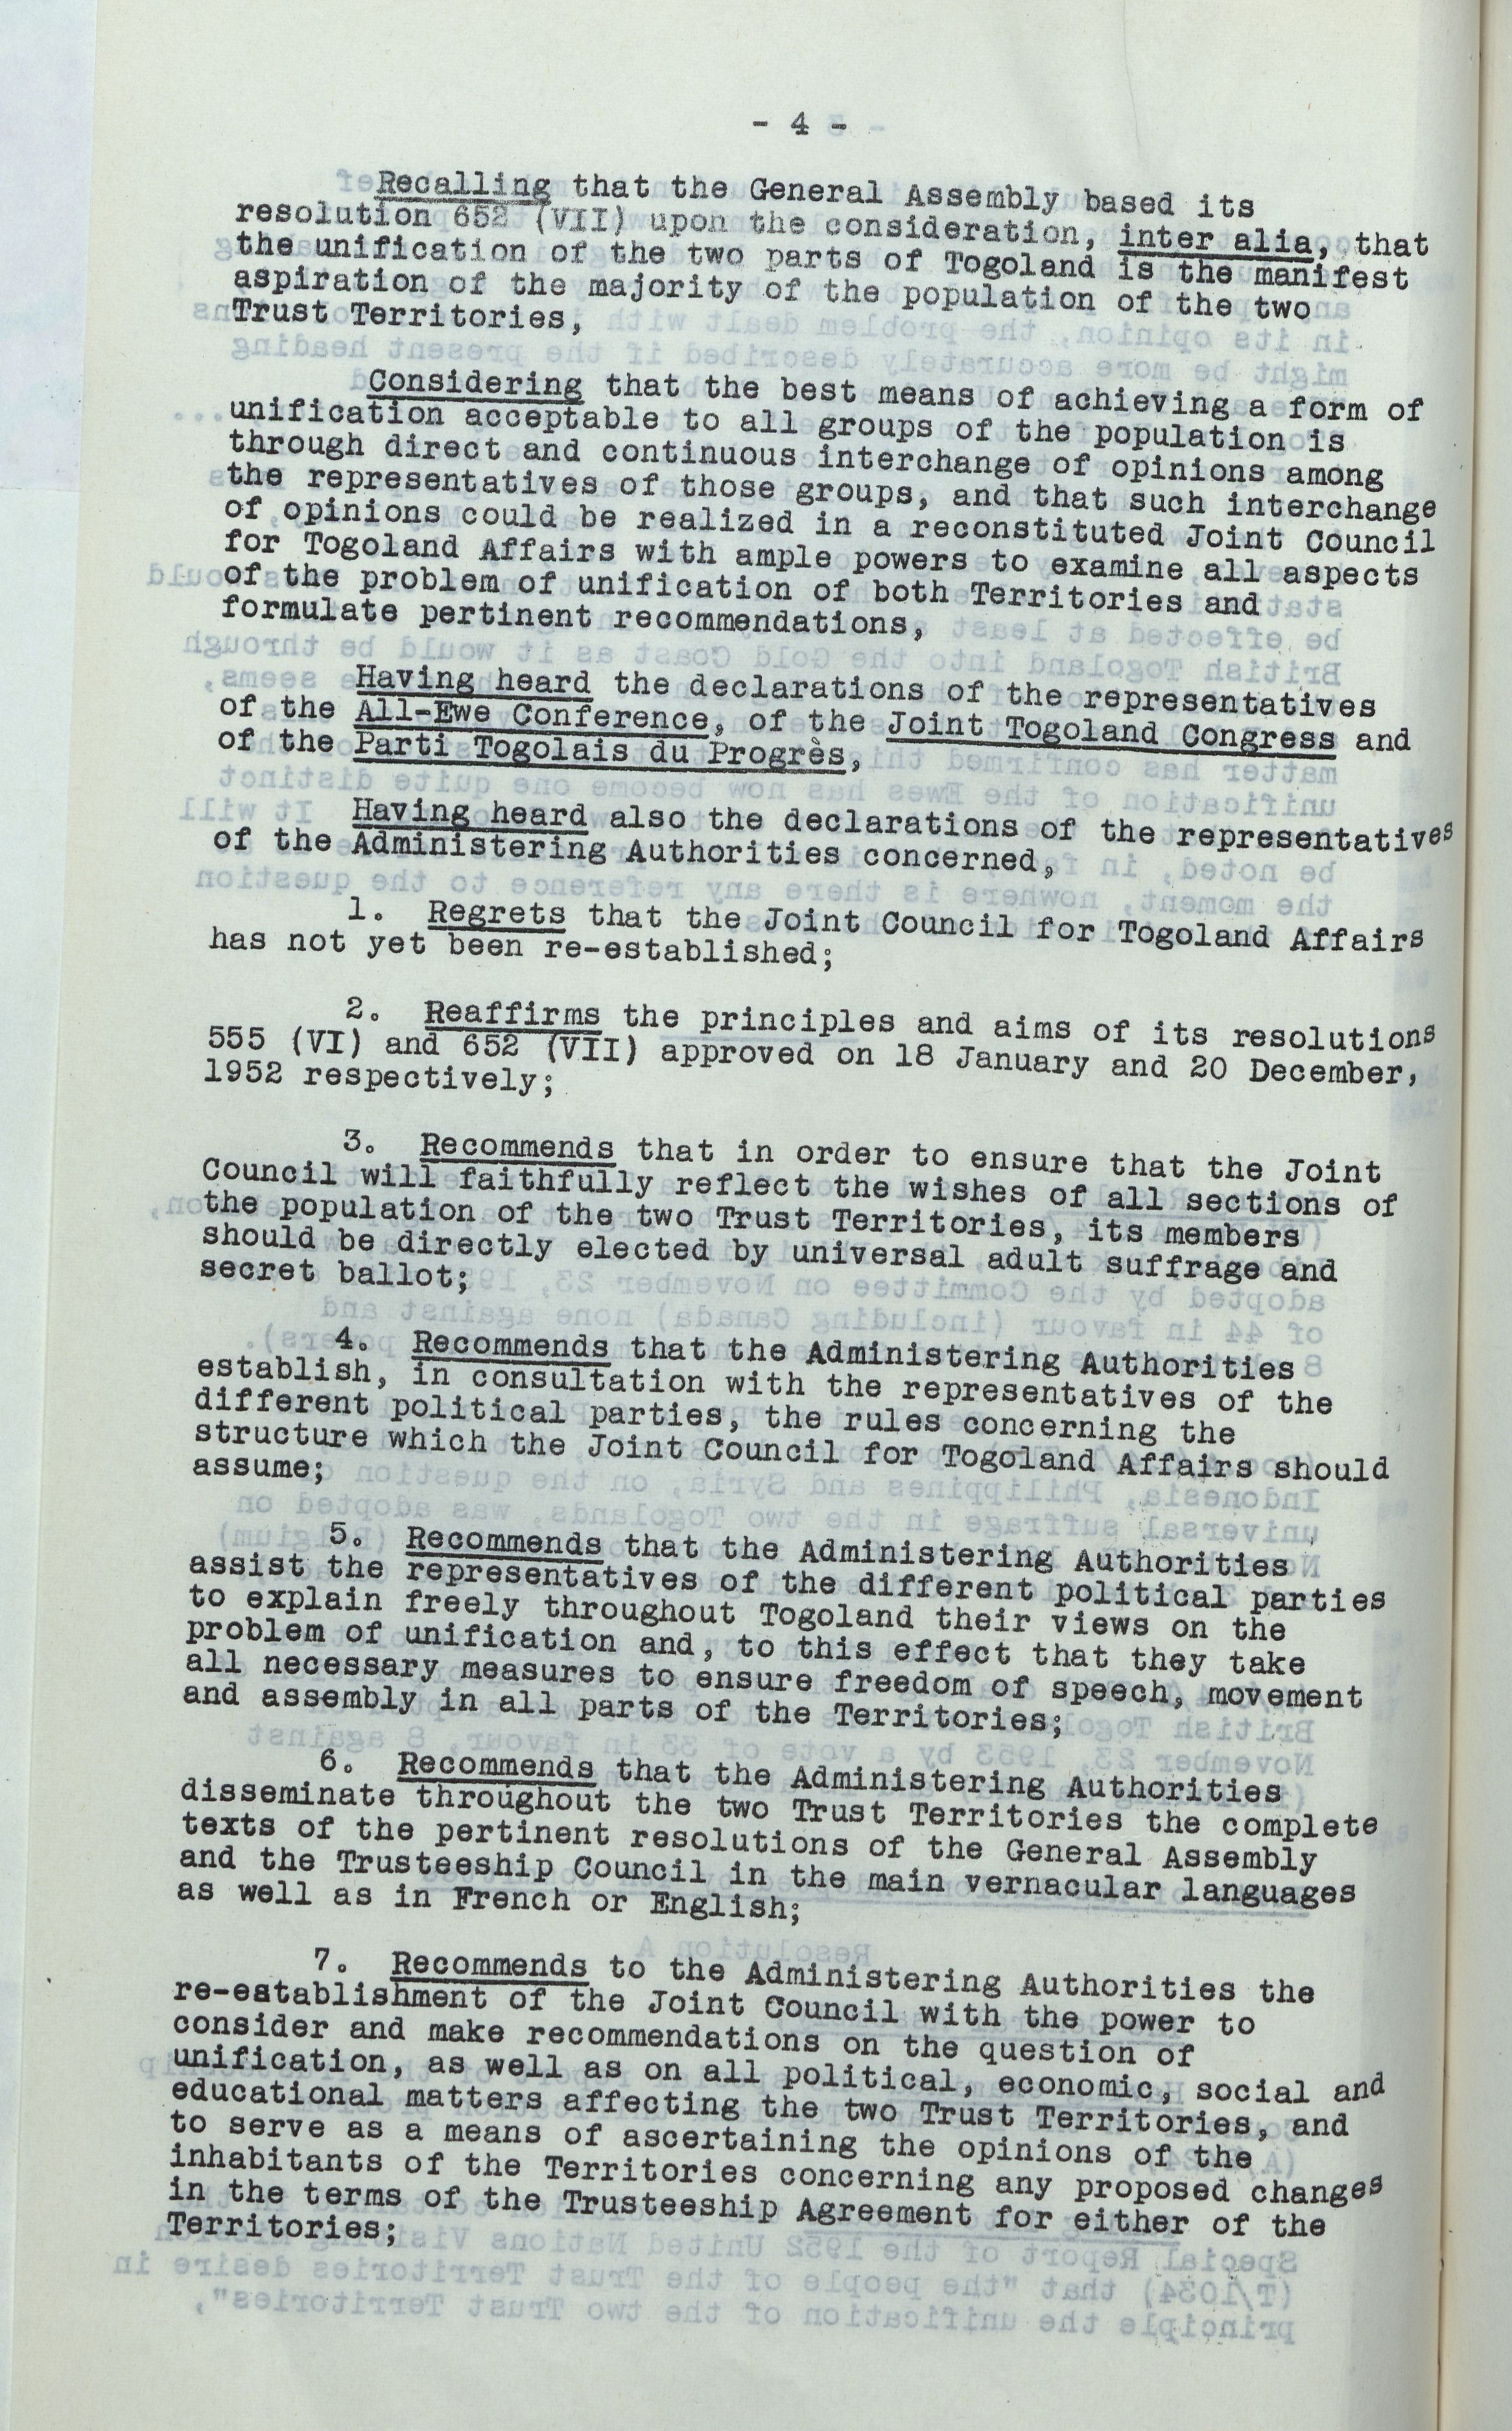 - 4 -
Recalling that the General Assembly based its
resolution 652 (VII) upon the consideration, inter alia, that
the unification of the two parts of Togoland is the manifest
aspiration of the majority of the population of the two
Trust Territories,
Considering that the best means of achieving a form of
unification acceptable to all groups of the population is
through direct and continuous interchange of opinions among
the representatives of those groups, and that such interchange
of opinions could be realized in a reconstituted Joint Council
for Togoland Affairs with ample powers to examine all aspects
of the problem of unification of both Territories and
formulate pertinent recommendations,
Having heard the declarations of the representatives
of the All-Ewe Conference, of the Joint Togoland Congress and
of the Parti Togolais du Progrès,
Having heard also the declarations of the representatives
of the Administering Authorities concerned,
1. Regrets that the Joint Council for Togoland Affairs
has not yet been re-established;
2. Reaffirms the principles and aims of its resolutions
555 (VI) and 652 (VII) approved on 18 January and 20 December,
1952 respectively;
3. Recommends that in order to ensure that the Joint
Council will faithfully reflect the wishes of all sections of
the population of the two Trust Territories, its members
should be directly elected by universal adult suffrage and
secret ballot;
4. Recommends that the Administering Authorities
establish, in consultation with the representatives of the
different political parties, the rules concerning the
structure which the Joint Council for Togoland Affairs should
assume;
5. Recommends that the Administering Authorities
assist the representatives of the different political parties
to explain freely throughout Togoland their views on the
problem of unification and, to this effect that they take
all necessary measures to ensure freedom of speech, movement
and assembly in all parts of the Territories;
6. Recommends that the Administering Authorities
disseminate throughout the two Trust Territories the complete
texts of the pertinent resolutions of the General Assembly
and the Trusteeship Council in the main vernacular languages
as well as in French or English;
7. Recommends to the Administering Authorities the
re-establishment of the Joint Council with the power to
consider and make recommendations on the question of
unification, as well as on all political, economic, social and
educational matters affecting the two Trust Territories, and
to serve as a means of ascertaining the opinions of the
inhabitants of the Territories concerning any proposed changes
in the terms of the Trusteeship Agreement for either of the
Territories;